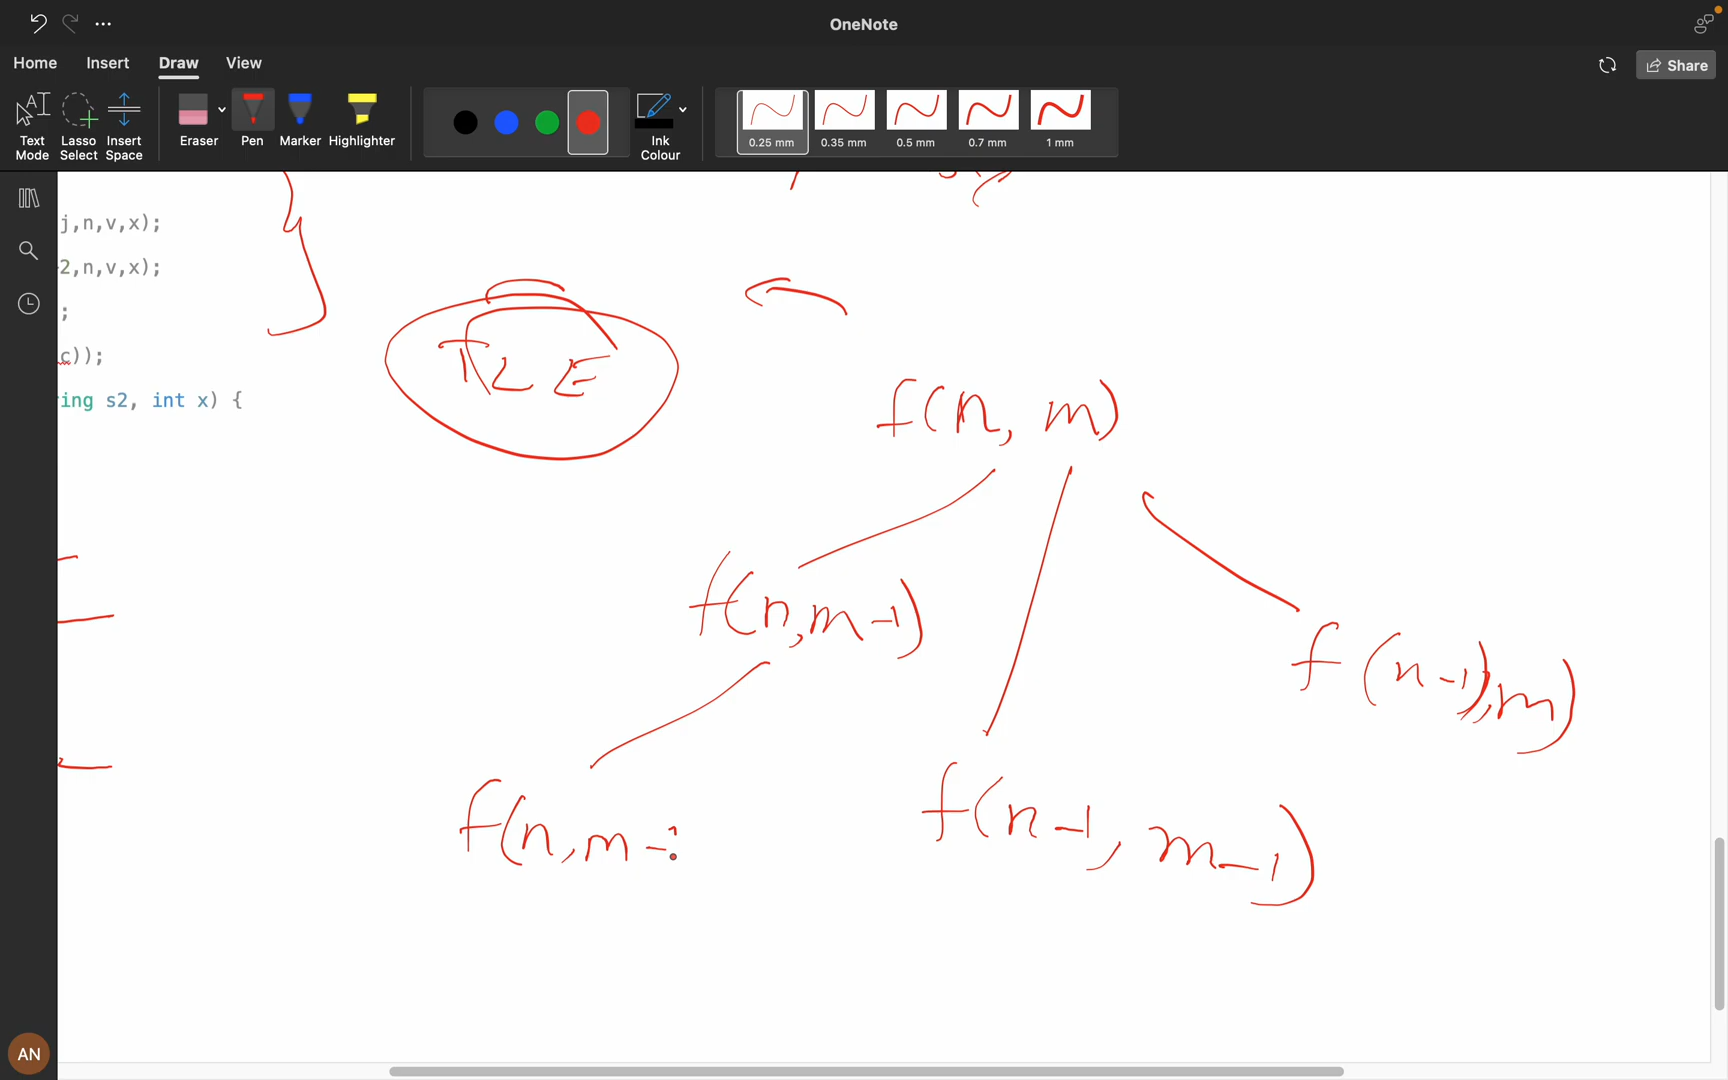 OneNote
Home Insert Draw View
Share
Text Mode
Lasso Select
Insert Space
Eraser
Pen
Marker
Highlighter
Ink Colour
0.25 mm
0.35 mm
0.5 mm
0.7 mm
1 mm
j,n,v,x);
2,n,v,x);
;
c));
ing s2, int x) {
TLE
f(n, m)
f(n,m-1)
f(n-1),m)
f(n,m-
f(n-1, m-1)
AN